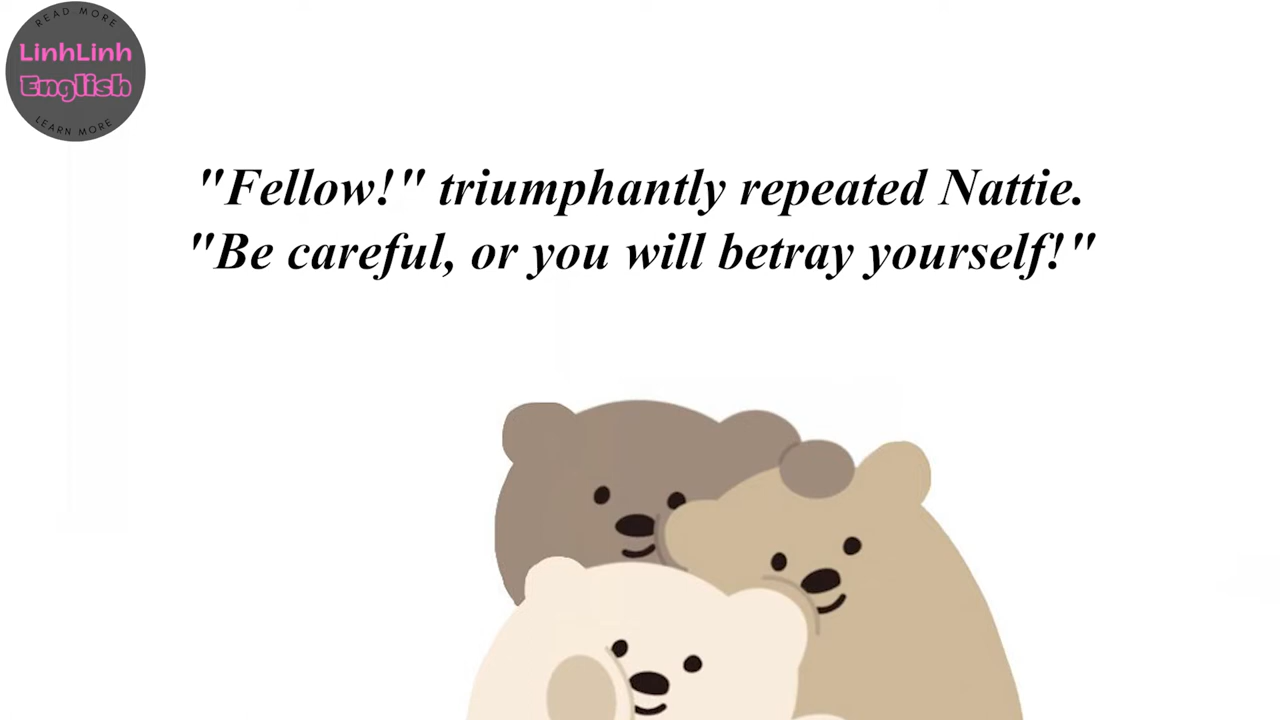 READ MORE
LinhLinh
English
LEARN MORE
"Fellow!" triumphantly repeated Nattie.
"Be careful, or you will betray yourself!"